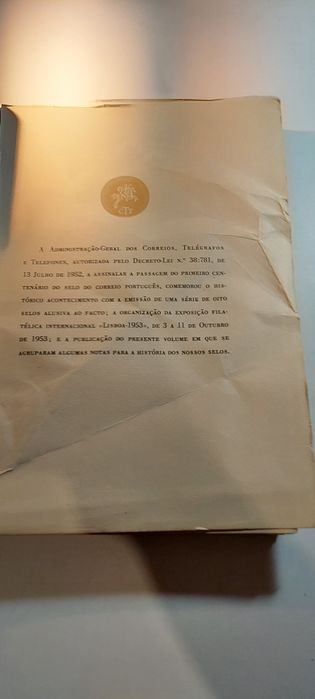 CTT
A Administração-Geral dos Correios, Telégrafos
e Telefones, autorizada pelo Decreto-Lei n.º 38:781, de
13 Julho de 1952, a assinalar a passagem do primeiro cen-
tenário do selo do correio português, comemorou o his-
tórico acontecimento com a emissão de uma série de oito
selos alusiva ao facto; a organização da exposição fila-
télica internacional «Lisboa-1953», de 3 a 11 de Outubro
de 1953; e a publicação do presente volume em que se
agruparam algumas notas para a história dos nossos selos.